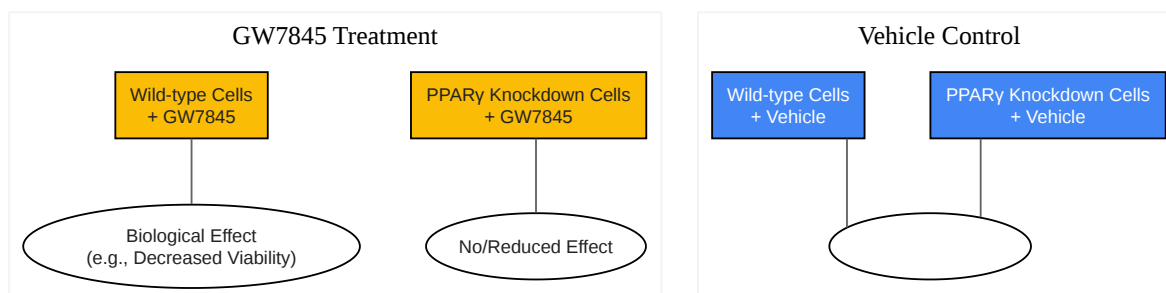 GW7845 Treatment
Wild-type Cells
+ GW7845
PPARγ Knockdown Cells
+ GW7845
Biological Effect
(e.g., Decreased Viability)
No/Reduced Effect
Vehicle Control
Wild-type Cells
+ Vehicle
PPARγ Knockdown Cells
+ Vehicle